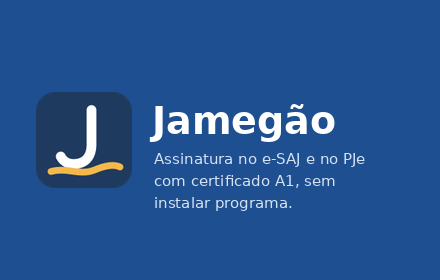 J
Jamegão
Assinatura no e-SAJ e no PJe
com certificado A1, sem
instalar programa.